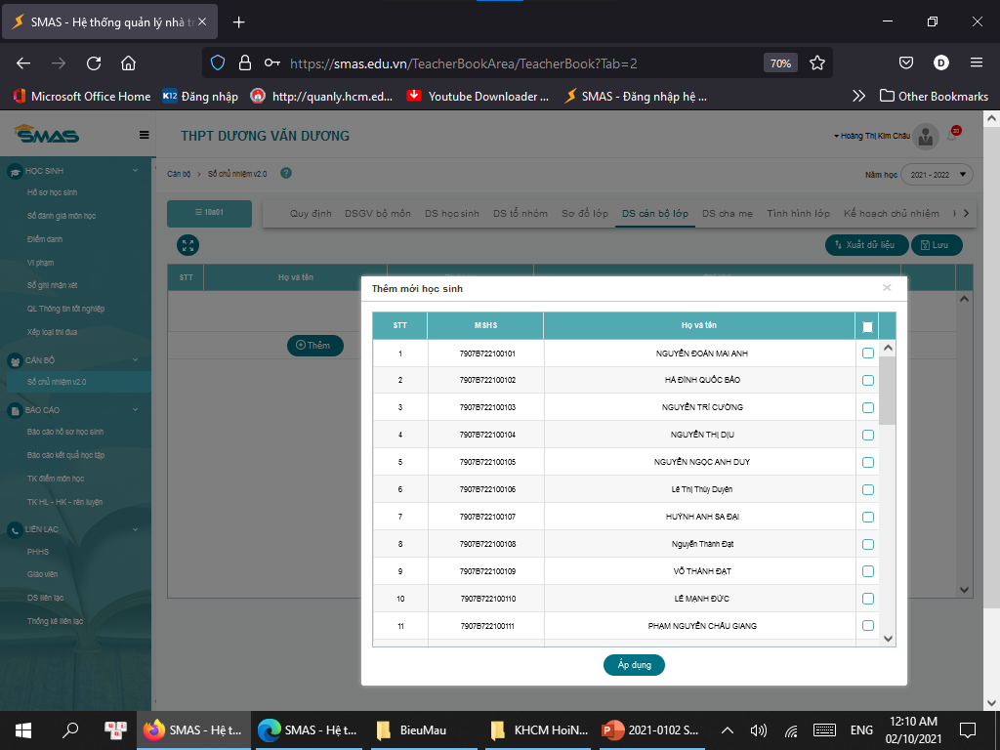 SMAS - Hệ thống quản lý nhà tr
https://smas.edu.vn/TeacherBookArea/TeacherBook?Tab=2
70%
D
Microsoft Office Home
K12 Đăng nhập
http://quanly.hcm.ed...
Youtube Downloader ...
SMAS - Đăng nhập hệ ...
Other Bookmarks
SMAS
THPT DƯƠNG VĂN DƯƠNG
Hoàng Thị Kim Châu
HỌC SINH
Hồ sơ học sinh
Sổ đánh giá môn học
Điểm danh
Vi phạm
Sổ ghi nhận xét
QL Thông tin tốt nghiệp
Xếp loại thi đua
CÁN BỘ
Sổ chủ nhiệm v2.0
BÁO CÁO
Báo cáo hồ sơ học sinh
Báo cáo kết quả học tập
TK điểm môn học
TK HL - HK - rèn luyện
LIÊN LẠC
PHHS
Giáo viên
DS liên lạc
Thống kê liên lạc
Cán bộ > Sổ chủ nhiệm v2.0 ?
Năm học 2021 - 2022
10a01
Quy định DSGV bộ môn DS học sinh DS tổ nhóm Sơ đồ lớp DS cán bộ lớp DS cha mẹ Tình hình lớp Kế hoạch chủ nhiệm
Xuất dữ liệu Lưu
STT Họ và tên
Thêm
Thêm mới học sinh
STT MSHS Họ và tên
1 7907B722100101 NGUYỄN ĐOÀN MAI ANH
2 7907B722100102 HÀ ĐÌNH QUỐC BẢO
3 7907B722100103 NGUYỄN TRÍ CƯỜNG
4 7907B722100104 NGUYỄN THỊ DỊU
5 7907B722100105 NGUYỄN NGỌC ANH DUY
6 7907B722100106 Lê Thị Thùy Duyên
7 7907B722100107 HUỲNH ANH SA ĐẠI
8 7907B722100108 Nguyễn Thành Đạt
9 7907B722100109 VÕ THÀNH ĐẠT
10 7907B722100110 LÊ MẠNH ĐỨC
11 7907B722100111 PHẠM NGUYỄN CHÂU GIANG
Áp dụng
SMAS - Hệ t...
SMAS - Hệ t...
BieuMau
KHCM HoiN...
2021-0102 S...
ENG
12:10 AM
02/10/2021